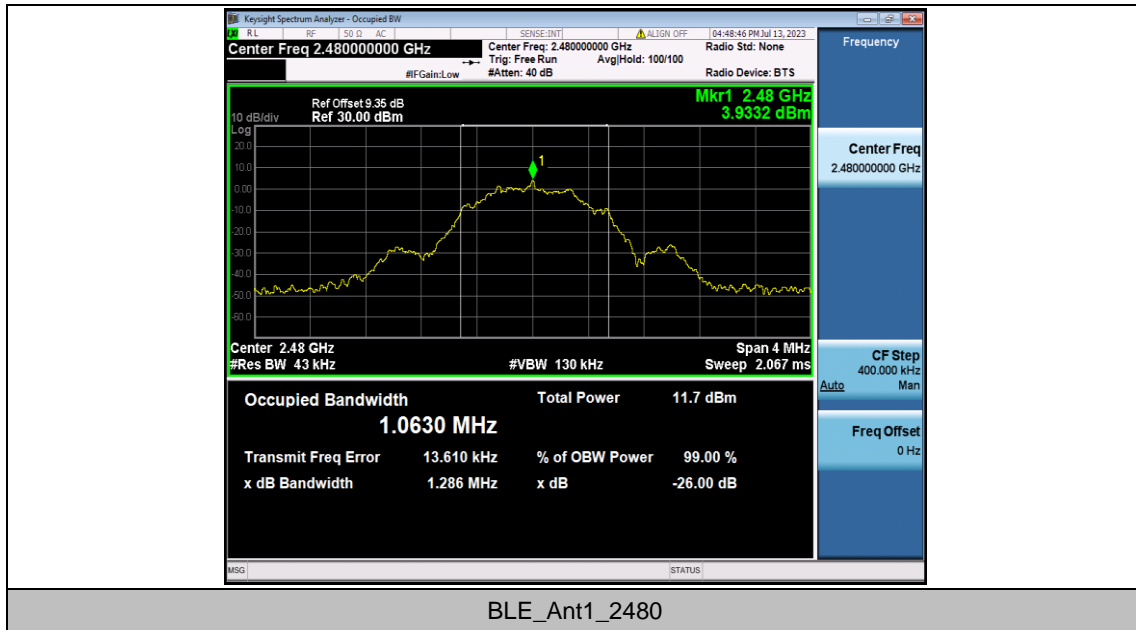 Keysight Spectrum Analyzer - Occupied BW
RL RF 50 Ω AC SENSE:INT ALIGN OFF 04:48:46 PM Jul 13, 2023
Center Freq 2.480000000 GHz
Center Freq: 2.480000000 GHz
Radio Std: None
Trig: Free Run Avg|Hold: 100/100
#IFGain:Low #Atten: 40 dB Radio Device: BTS
Frequency
Mkr1 2.48 GHz
3.9332 dBm
Ref Offset 9.35 dB
10 dB/div Ref 30.00 dBm
Log
20.0
10.0
0.00
-10.0
-20.0
-30.0
-40.0
-50.0
-60.0
1
Center 2.48 GHz Span 4 MHz
#Res BW 43 kHz #VBW 130 kHz Sweep 2.067 ms
Center Freq
2.480000000 GHz
CF Step
400.000 kHz
Auto Man
Freq Offset
0 Hz
Occupied Bandwidth Total Power 11.7 dBm
1.0630 MHz
Transmit Freq Error 13.610 kHz % of OBW Power 99.00 %
x dB Bandwidth 1.286 MHz x dB -26.00 dB
MSG STATUS
BLE_Ant1_2480